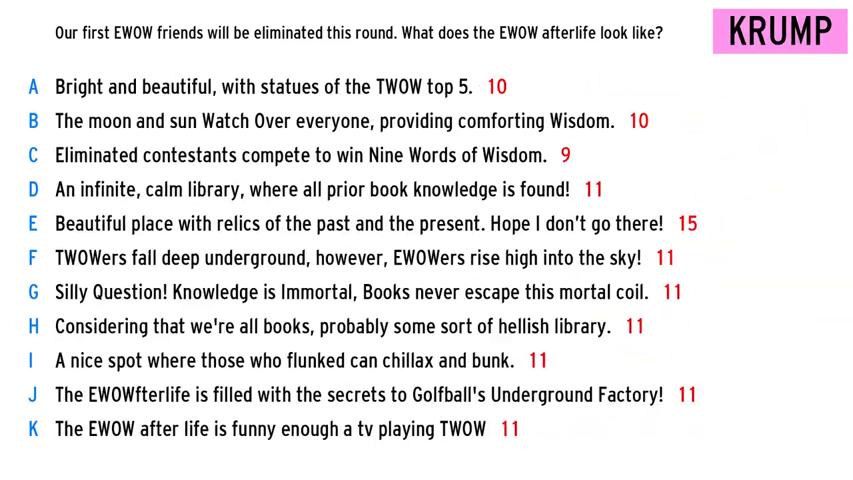 Our first EWOW friends will be eliminated this round. What does the EWOW afterlife look like?
KRUMP
A Bright and beautiful, with statues of the TWOW top 5. 10
B The moon and sun Watch Over everyone, providing comforting Wisdom. 10
C Eliminated contestants compete to win Nine Words of Wisdom. 9
D An infinite, calm library, where all prior book knowledge is found! 11
E Beautiful place with relics of the past and the present. Hope I don't go there! 15
F TWOWers fall deep underground, however, EWOWers rise high into the sky! 11
G Silly Question! Knowledge is Immortal, Books never escape this mortal coil. 11
H Considering that we're all books, probably some sort of hellish library. 11
I A nice spot where those who flunked can chillax and bunk. 11
J The EWOWfterlife is filled with the secrets to Golfball's Underground Factory! 11
K The EWOW after life is funny enough a tv playing TWOW 11